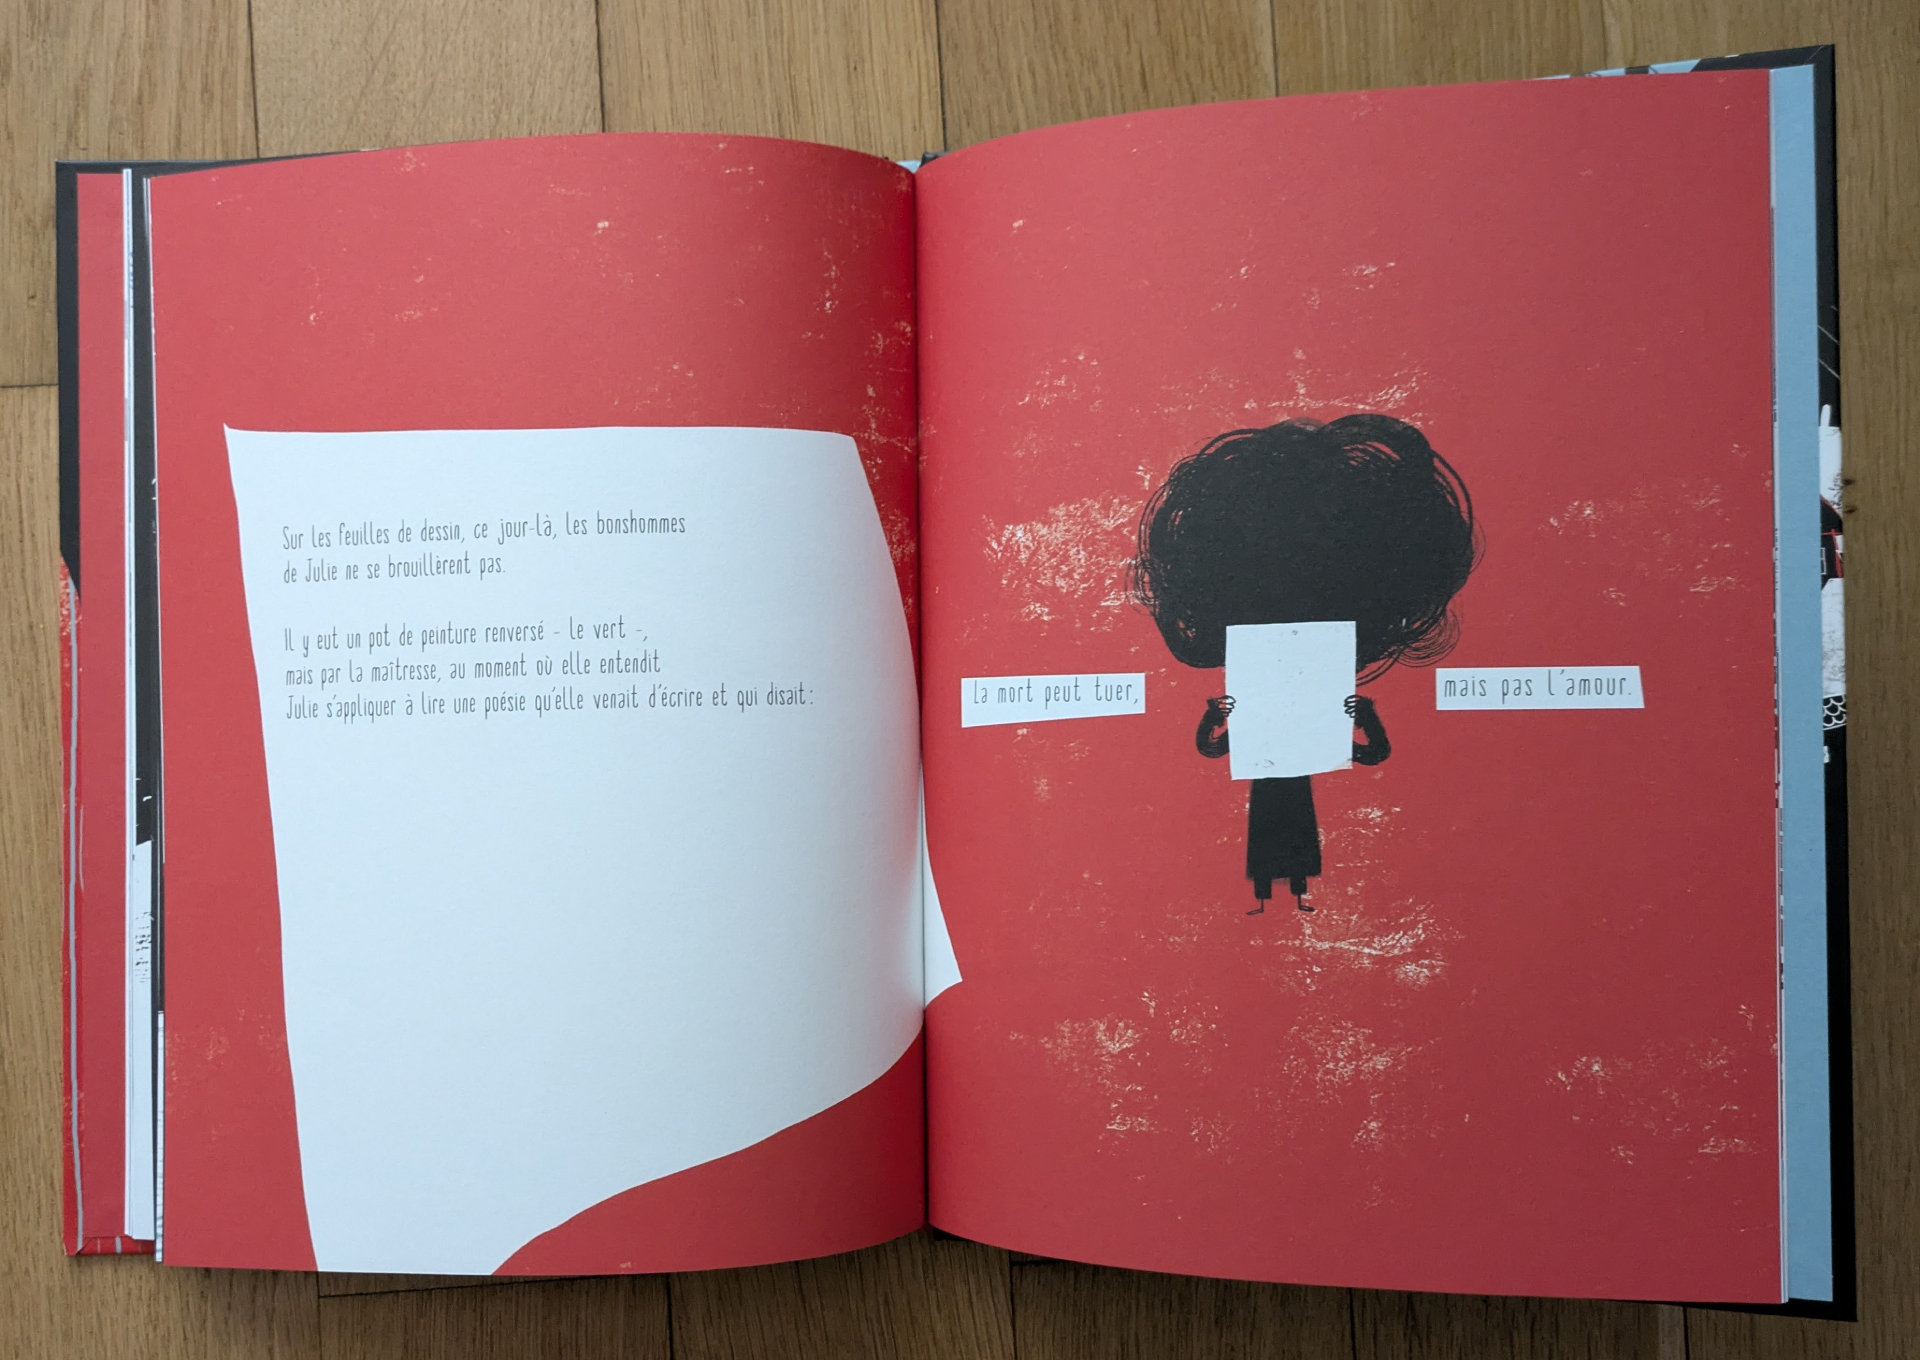 Sur les feuilles de dessin, ce jour-là, les bonshommes
de Julie ne se brouillèrent pas.
Il y eut un pot de peinture renversé - le vert -,
mais par la maîtresse, au moment où elle entendit
Julie s'appliquer à lire une poésie qu'elle venait d'écrire et qui disait :
La mort peut tuer,
mais pas l'amour.